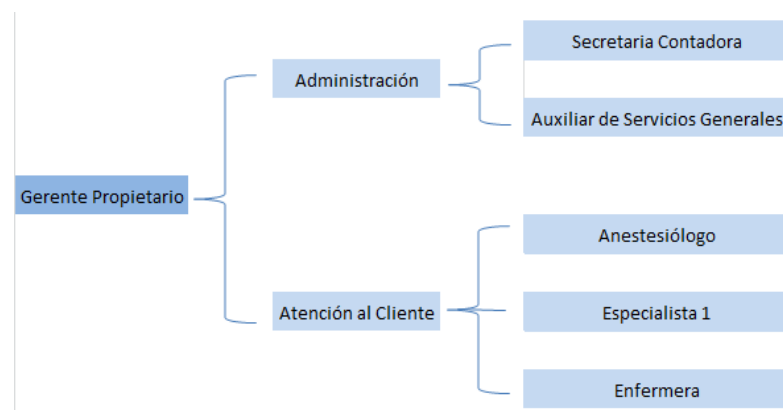 Secretaria Contadora
Administración
Auxiliar de Servicios Generales
Gerente Propietario
Anestesiólogo
Atención al Cliente
Especialista 1
Enfermera